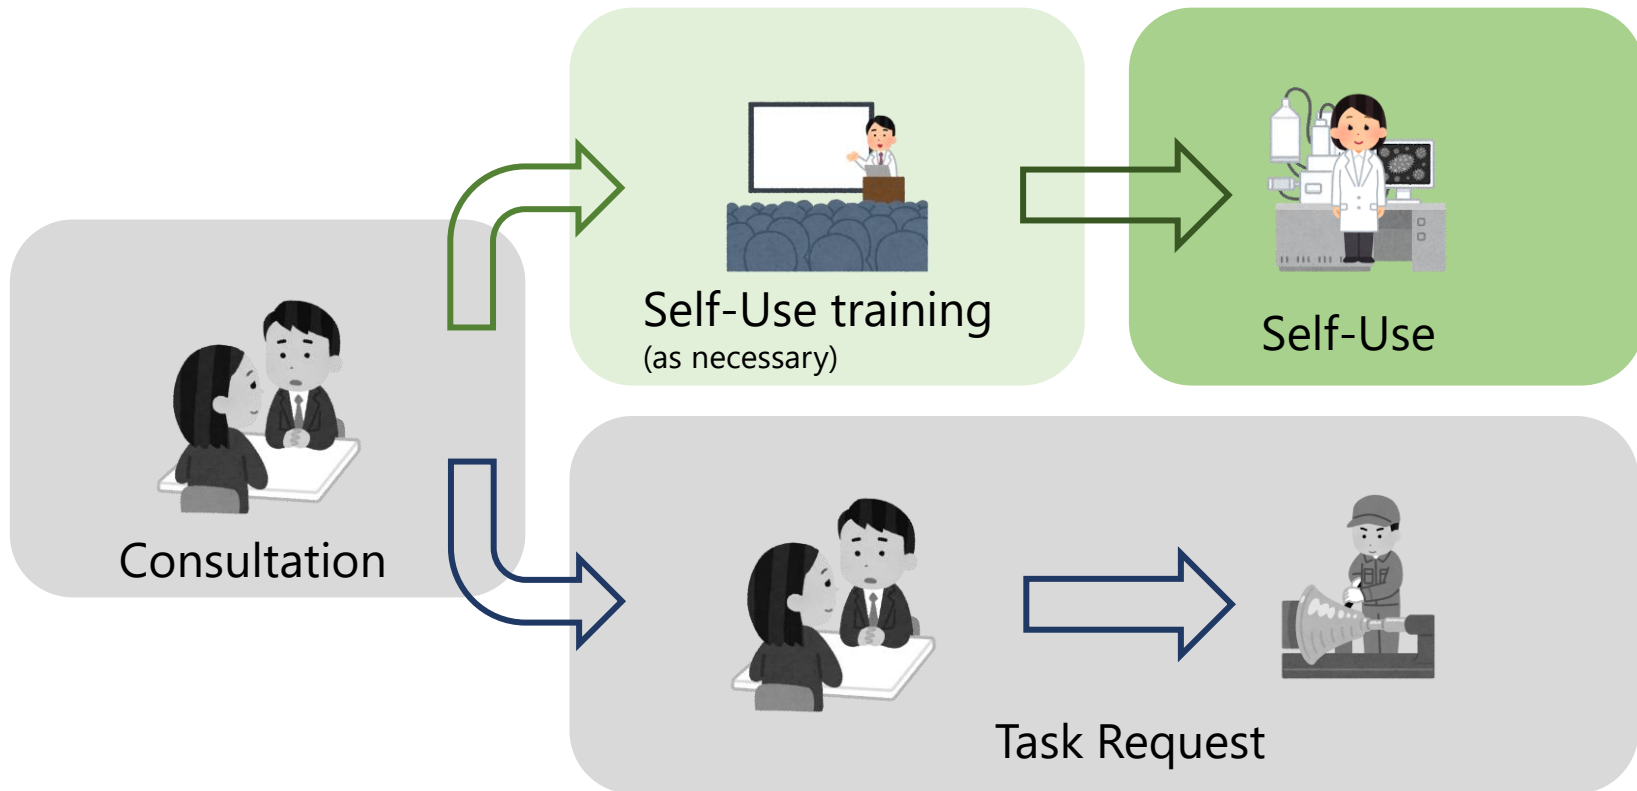 Self-Use training
(as necessary)
Self-Use
Consultation
Task Request